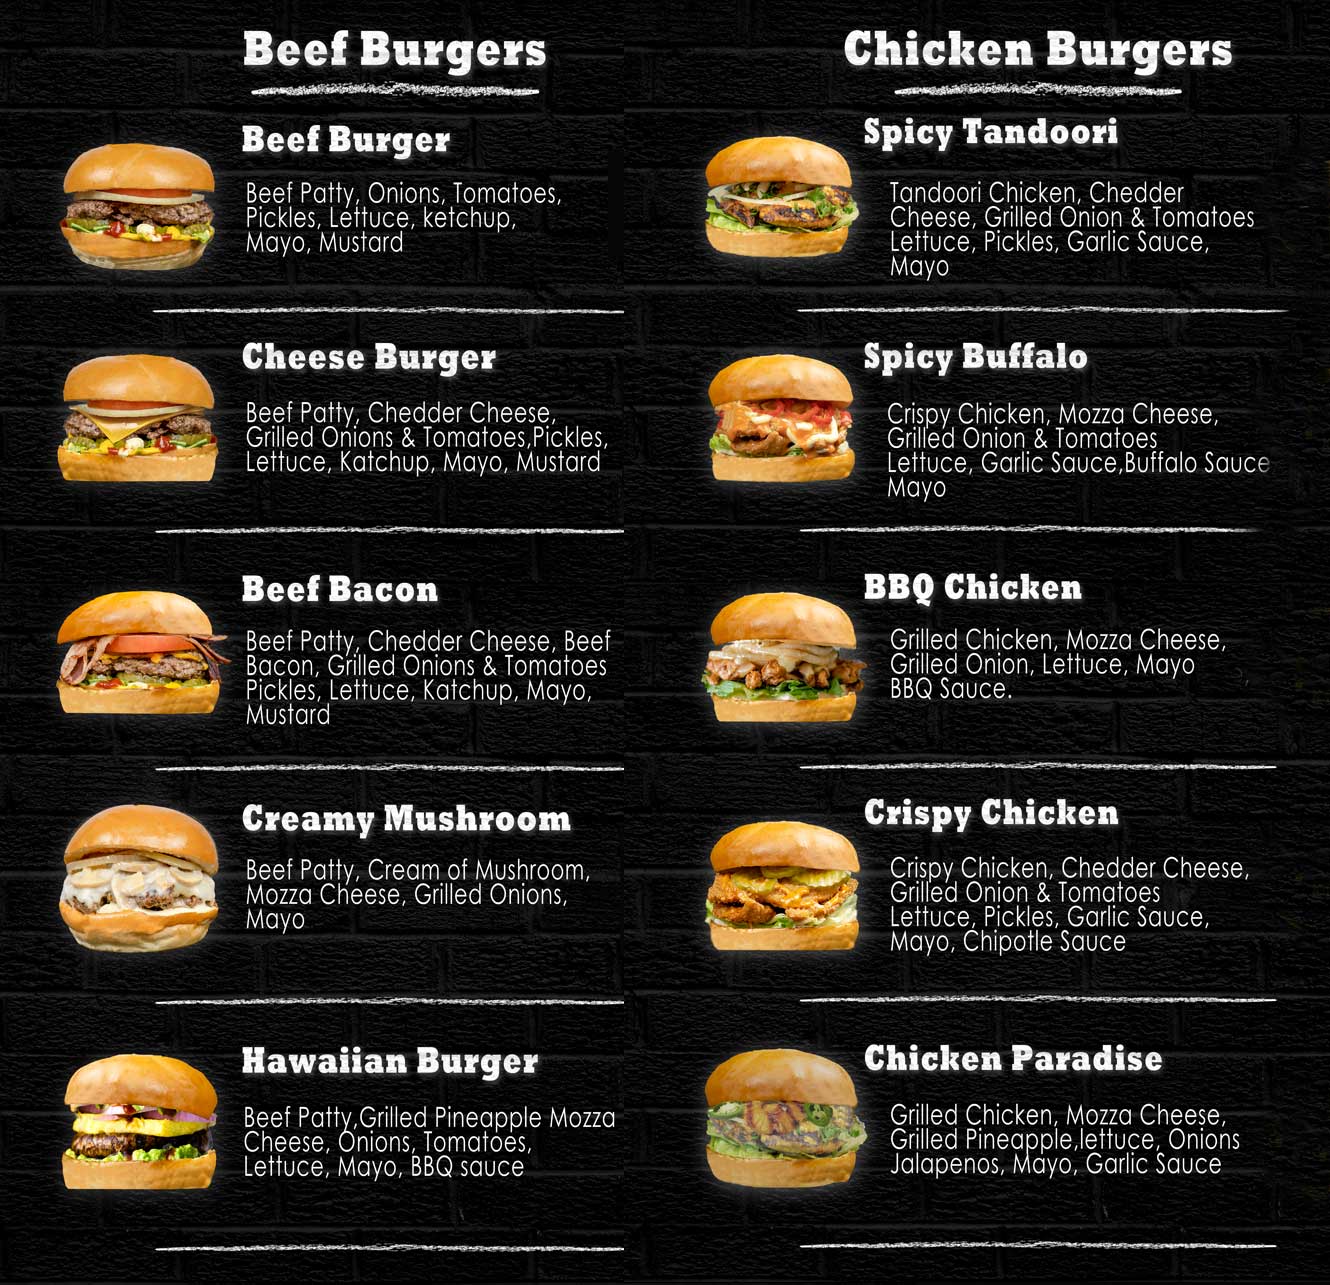 Beef Burgers
Beef Burger
Beef Patty, Onions, Tomatoes,
Pickles, Lettuce, ketchup,
Mayo, Mustard
Cheese Burger
Beef Patty, Chedder Cheese,
Grilled Onions & Tomatoes,Pickles,
Lettuce, Katchup, Mayo, Mustard
Beef Bacon
Beef Patty, Chedder Cheese, Beef
Bacon, Grilled Onions & Tomatoes
Pickles, Lettuce, Katchup, Mayo,
Mustard
Creamy Mushroom
Beef Patty, Cream of Mushroom,
Mozza Cheese, Grilled Onions,
Mayo
Hawaiian Burger
Beef Patty,Grilled Pineapple Mozza
Cheese, Onions, Tomatoes,
Lettuce, Mayo, BBQ sauce
Chicken Burgers
Spicy Tandoori
Tandoori Chicken, Chedder
Cheese, Grilled Onion & Tomatoes
Lettuce, Pickles, Garlic Sauce,
Mayo
Spicy Buffalo
Crispy Chicken, Mozza Cheese,
Grilled Onion & Tomatoes
Lettuce, Garlic Sauce,Buffalo Sauce
Mayo
BBQ Chicken
Grilled Chicken, Mozza Cheese,
Grilled Onion, Lettuce, Mayo
BBQ Sauce.
Crispy Chicken
Crispy Chicken, Chedder Cheese,
Grilled Onion & Tomatoes
Lettuce, Pickles, Garlic Sauce,
Mayo, Chipotle Sauce
Chicken Paradise
Grilled Chicken, Mozza Cheese,
Grilled Pineapple,lettuce, Onions
Jalapenos, Mayo, Garlic Sauce